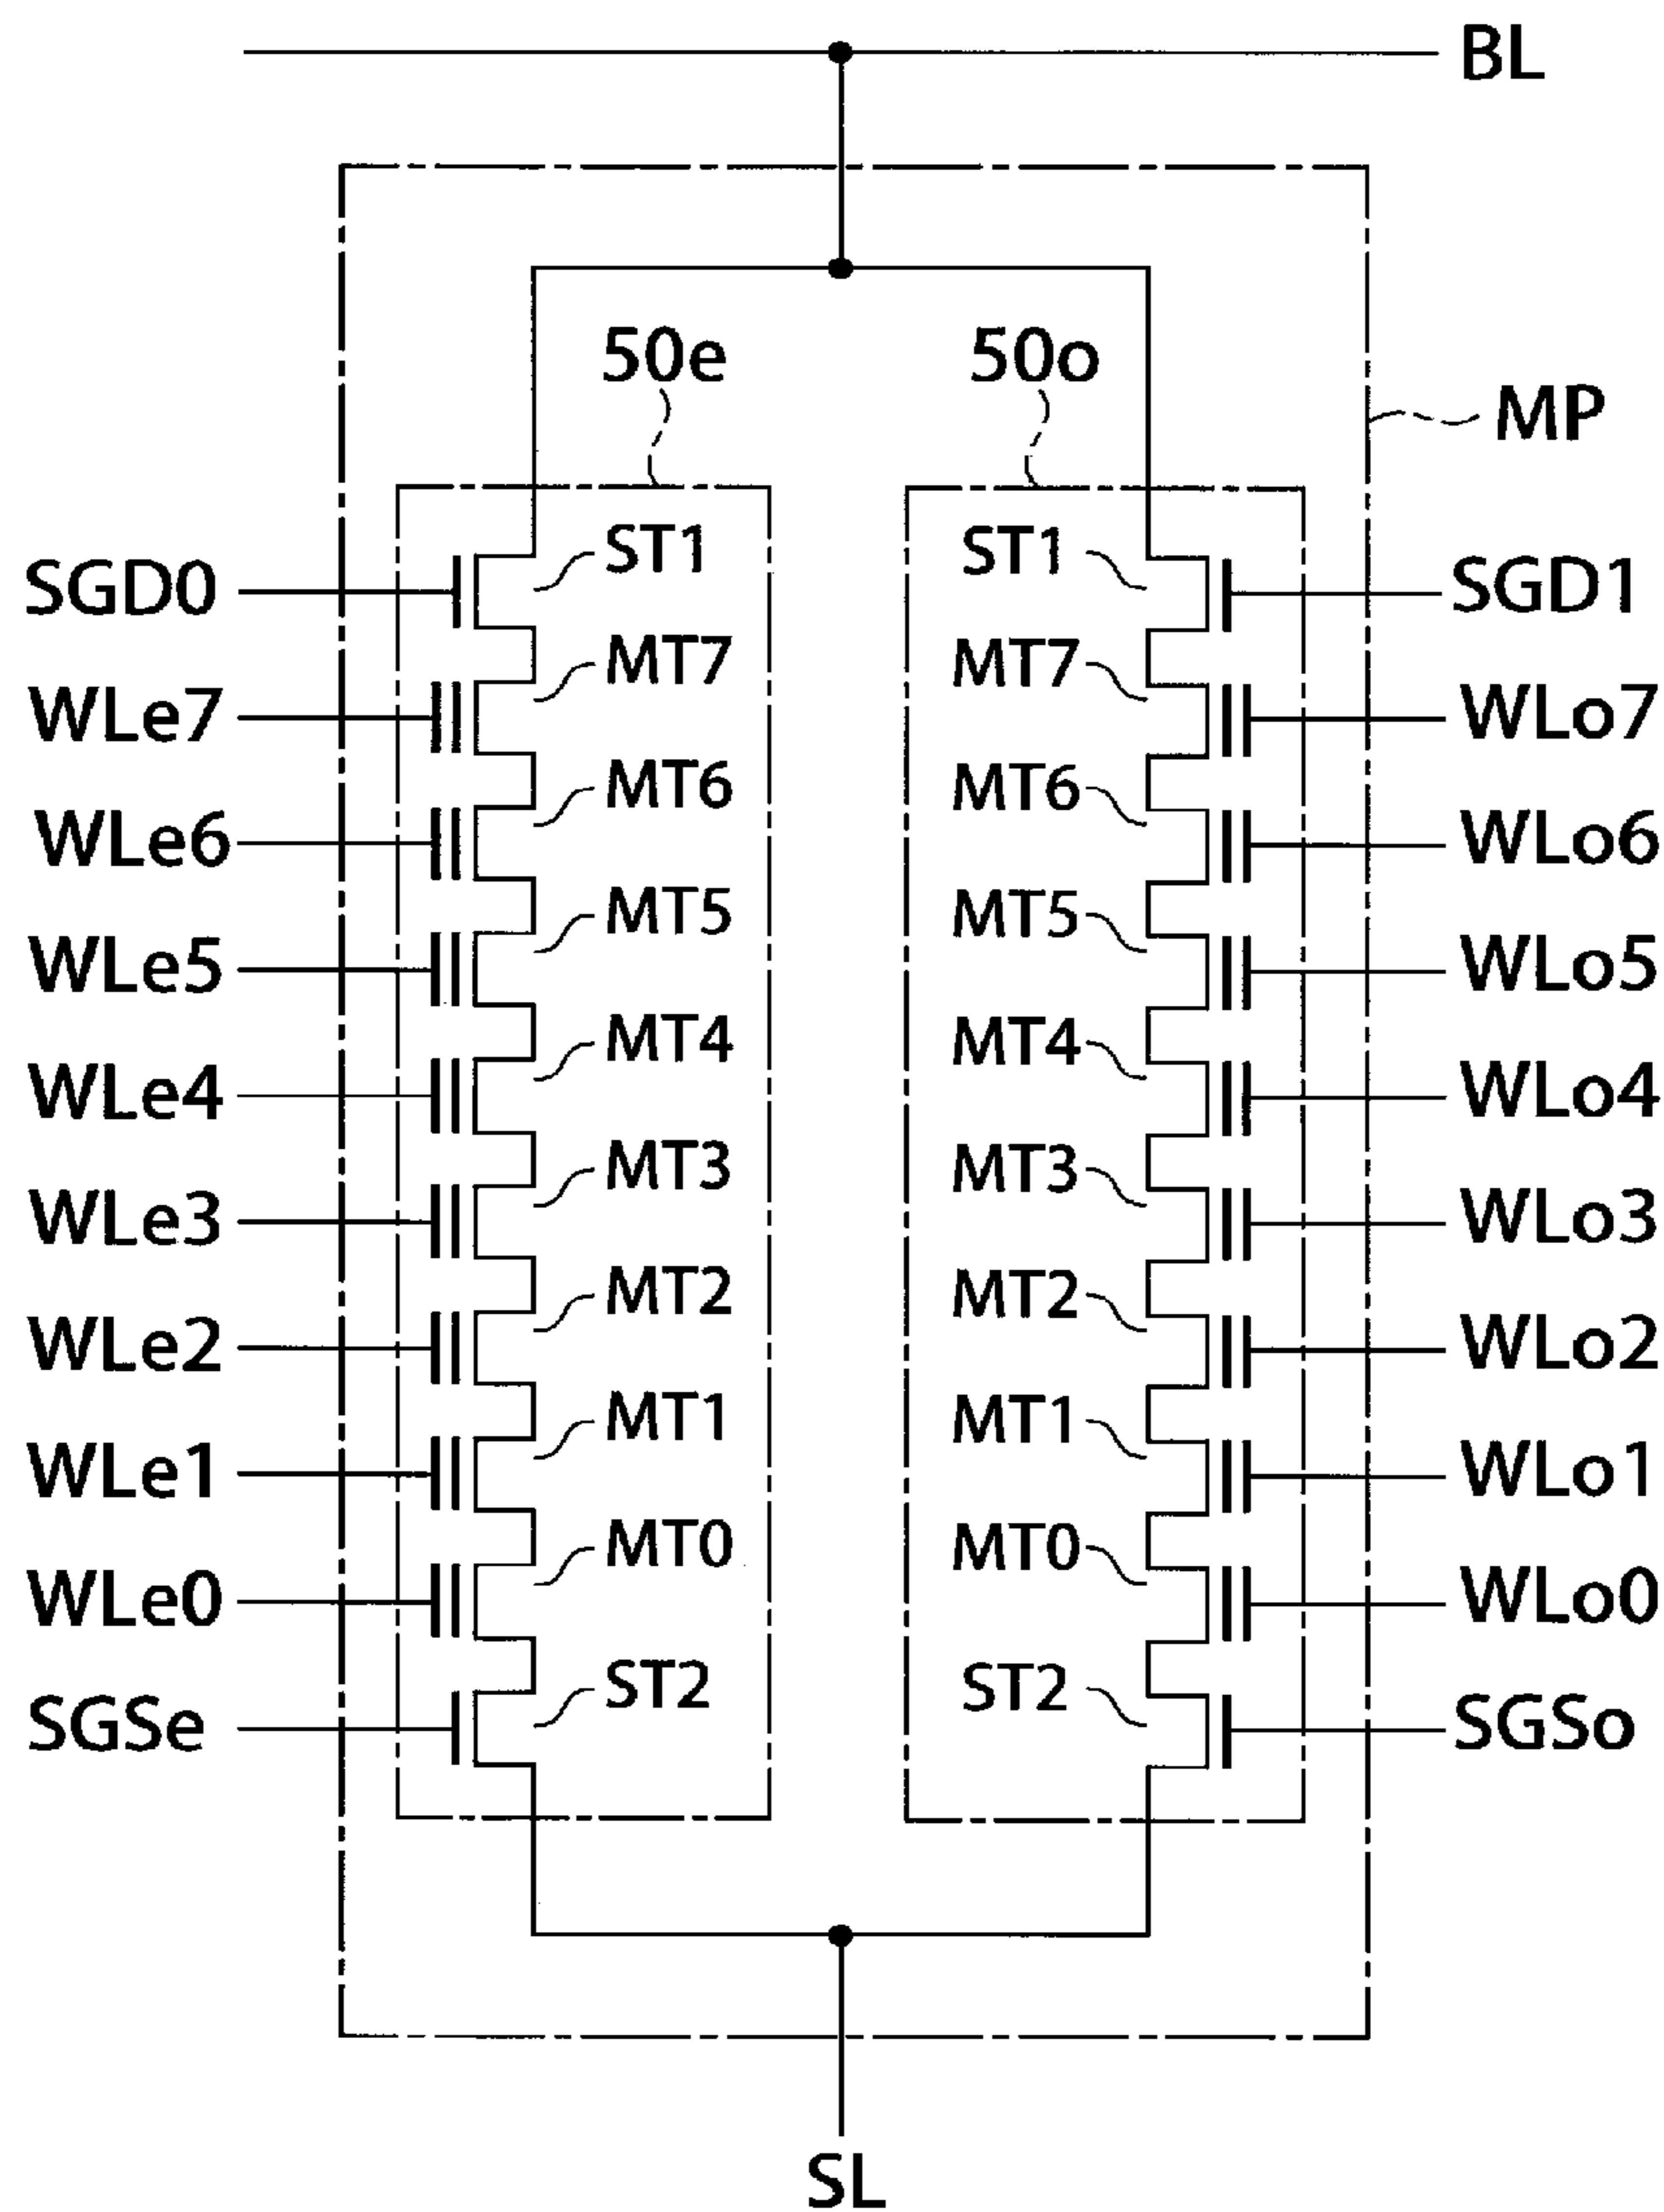 BL
50e 50o
MP
SGD0 ST1 ST1 SGD1
WLe7 MT7 MT7 WLo7
WLe6 MT6 MT6 WLo6
WLe5 MT5 MT5 WLo5
WLe4 MT4 MT4 WLo4
WLe3 MT3 MT3 WLo3
WLe2 MT2 MT2 WLo2
WLe1 MT1 MT1 WLo1
WLe0 MT0 MT0 WLo0
SGSe ST2 ST2 SGSo
SL